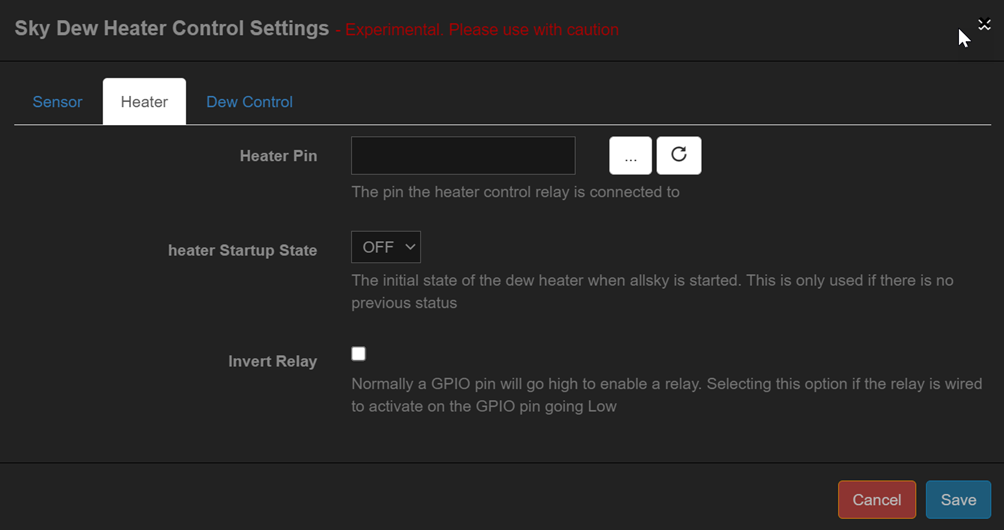 Sky Dew Heater Control Settings - Experimental. Please use with caution
Sensor Heater Dew Control
Heater Pin ...
The pin the heater control relay is connected to
heater Startup State OFF
The initial state of the dew heater when allsky is started. This is only used if there is no
previous status
Invert Relay
Normally a GPIO pin will go high to enable a relay. Selecting this option if the relay is wired
to activate on the GPIO pin going Low
Cancel Save